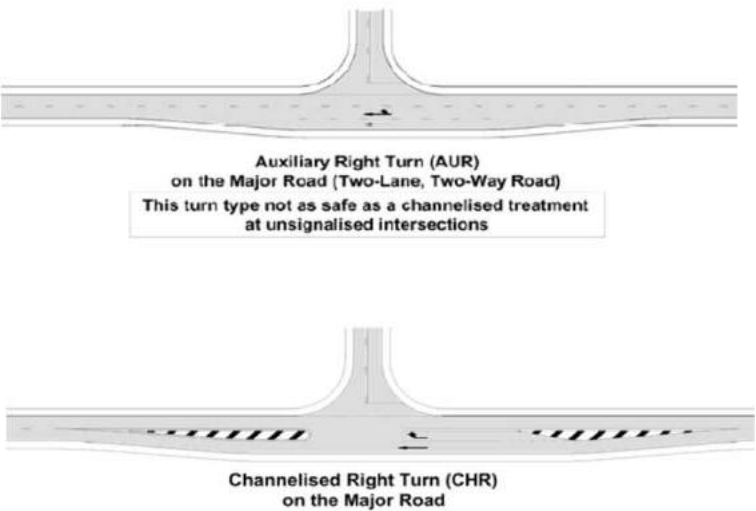 Auxiliary Right Turn (AUR)
on the Major Road (Two-Lane, Two-Way Road)
This turn type not as safe as a channelised treatment
at unsignalised intersections
Channelised Right Turn (CHR)
on the Major Road